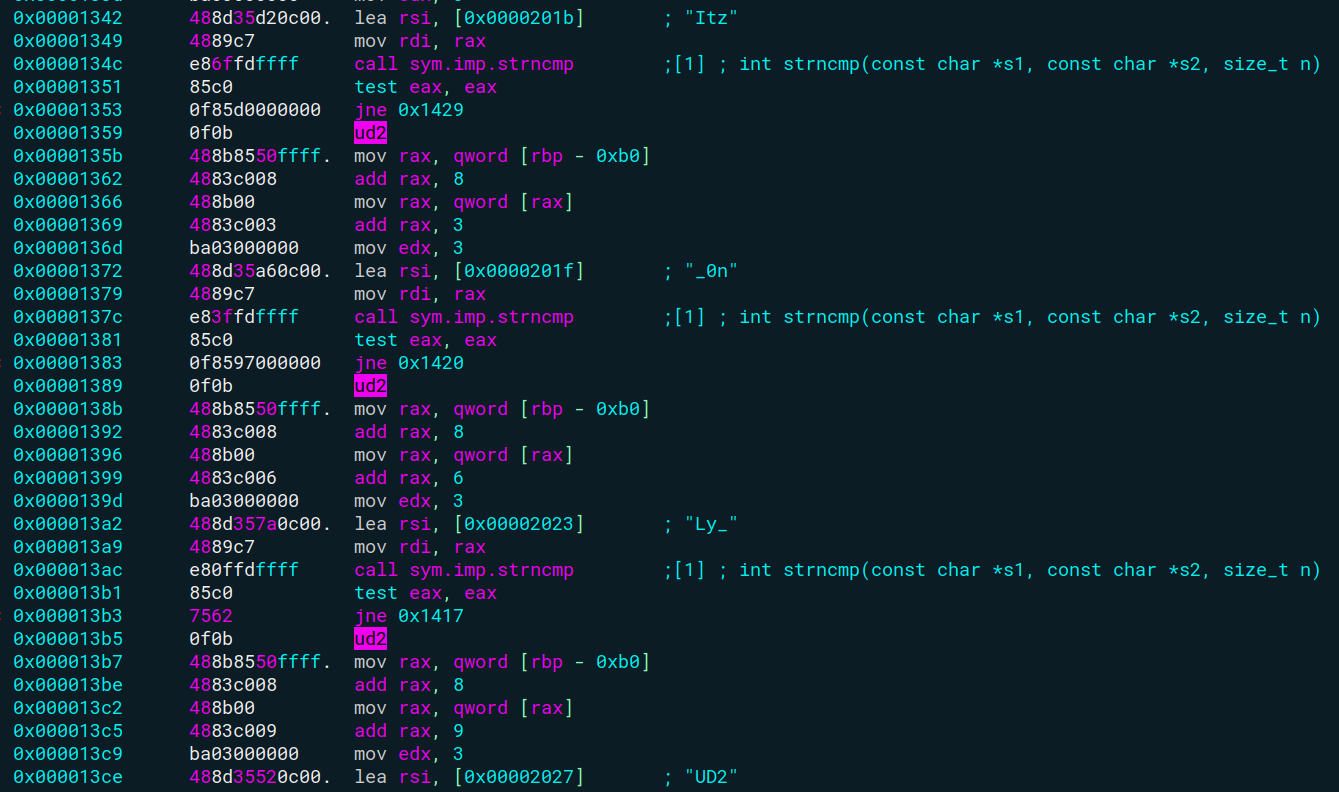 0x00001342 488d35d20c00. lea rsi, [0x0000201b] ; "Itz"
0x00001349 4889c7 mov rdi, rax
0x0000134c e86ffdffff call sym.imp.strncmp ;[1] ; int strncmp(const char *s1, const char *s2, size_t n)
0x00001351 85c0 test eax, eax
0x00001353 0f85d0000000 jne 0x1429
0x00001359 0f0b ud2
0x0000135b 488b8550ffff. mov rax, qword [rbp - 0xb0]
0x00001362 4883c008 add rax, 8
0x00001366 488b00 mov rax, qword [rax]
0x00001369 4883c003 add rax, 3
0x0000136d ba03000000 mov edx, 3
0x00001372 488d35a60c00. lea rsi, [0x0000201f] ; "_0n"
0x00001379 4889c7 mov rdi, rax
0x0000137c e83ffdffff call sym.imp.strncmp ;[1] ; int strncmp(const char *s1, const char *s2, size_t n)
0x00001381 85c0 test eax, eax
0x00001383 0f8597000000 jne 0x1420
0x00001389 0f0b ud2
0x0000138b 488b8550ffff. mov rax, qword [rbp - 0xb0]
0x00001392 4883c008 add rax, 8
0x00001396 488b00 mov rax, qword [rax]
0x00001399 4883c006 add rax, 6
0x0000139d ba03000000 mov edx, 3
0x000013a2 488d357a0c00. lea rsi, [0x00002023] ; "Ly_"
0x000013a9 4889c7 mov rdi, rax
0x000013ac e80ffdffff call sym.imp.strncmp ;[1] ; int strncmp(const char *s1, const char *s2, size_t n)
0x000013b1 85c0 test eax, eax
0x000013b3 7562 jne 0x1417
0x000013b5 0f0b ud2
0x000013b7 488b8550ffff. mov rax, qword [rbp - 0xb0]
0x000013be 4883c008 add rax, 8
0x000013c2 488b00 mov rax, qword [rax]
0x000013c5 4883c009 add rax, 9
0x000013c9 ba03000000 mov edx, 3
0x000013ce 488d35520c00. lea rsi, [0x00002027] ; "UD2"